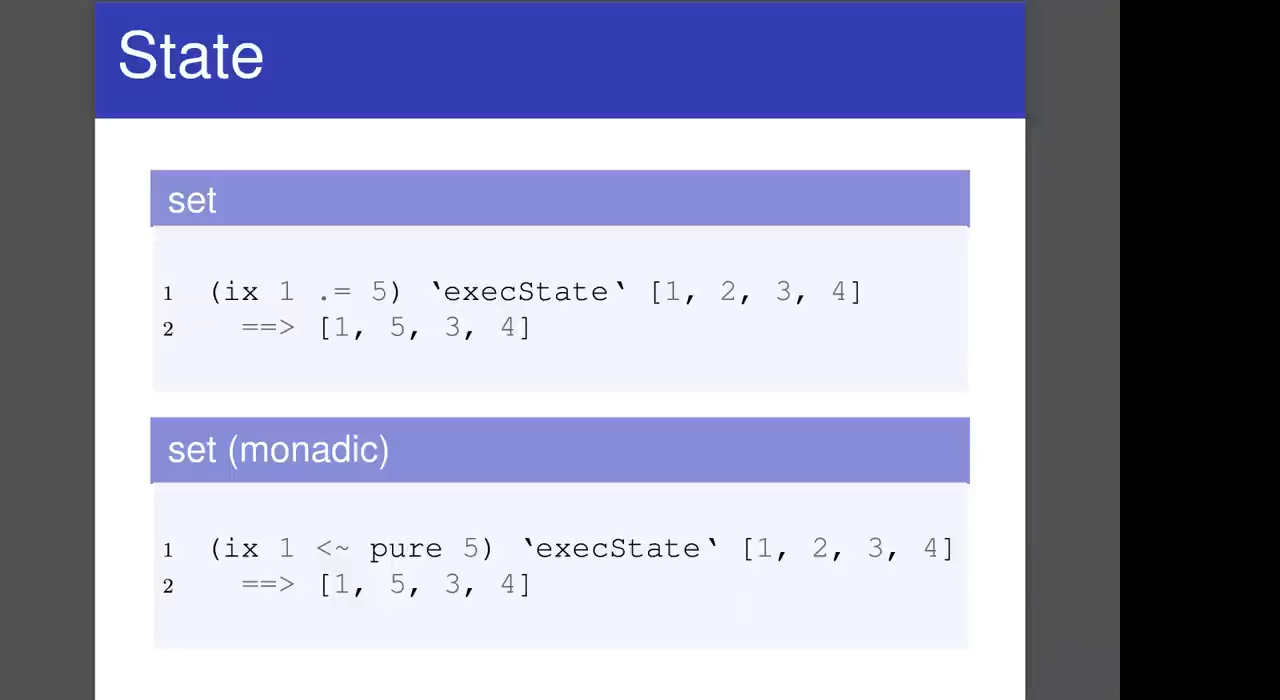 State
set
1 (ix 1 .= 5) `execState` [1, 2, 3, 4]
2 ==> [1, 5, 3, 4]
set (monadic)
1 (ix 1 <~ pure 5) `execState` [1, 2, 3, 4]
2 ==> [1, 5, 3, 4]